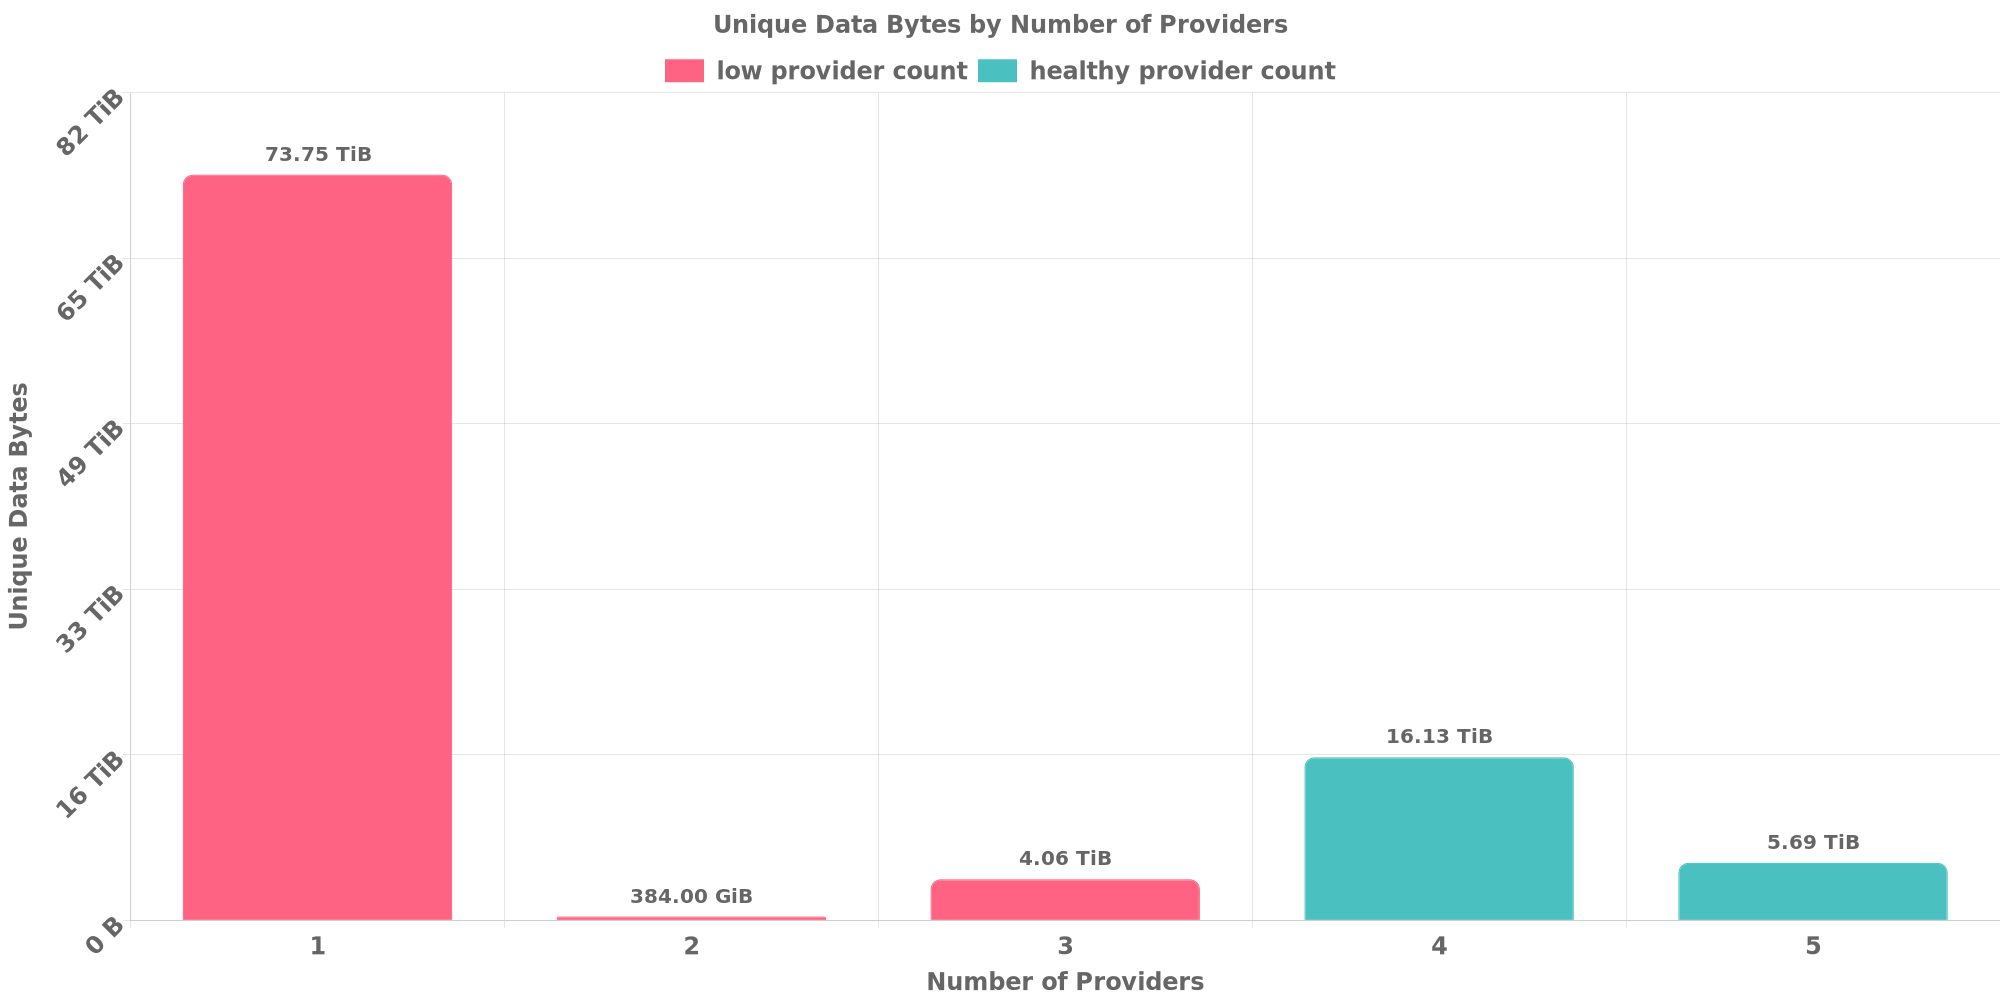 Unique Data Bytes by Number of Providers
low provider count healthy provider count
82 TiB
65 TiB
49 TiB
33 TiB
16 TiB
0 B
Unique Data Bytes
73.75 TiB
384.00 GiB
4.06 TiB
16.13 TiB
5.69 TiB
1 2 3 4 5
Number of Providers